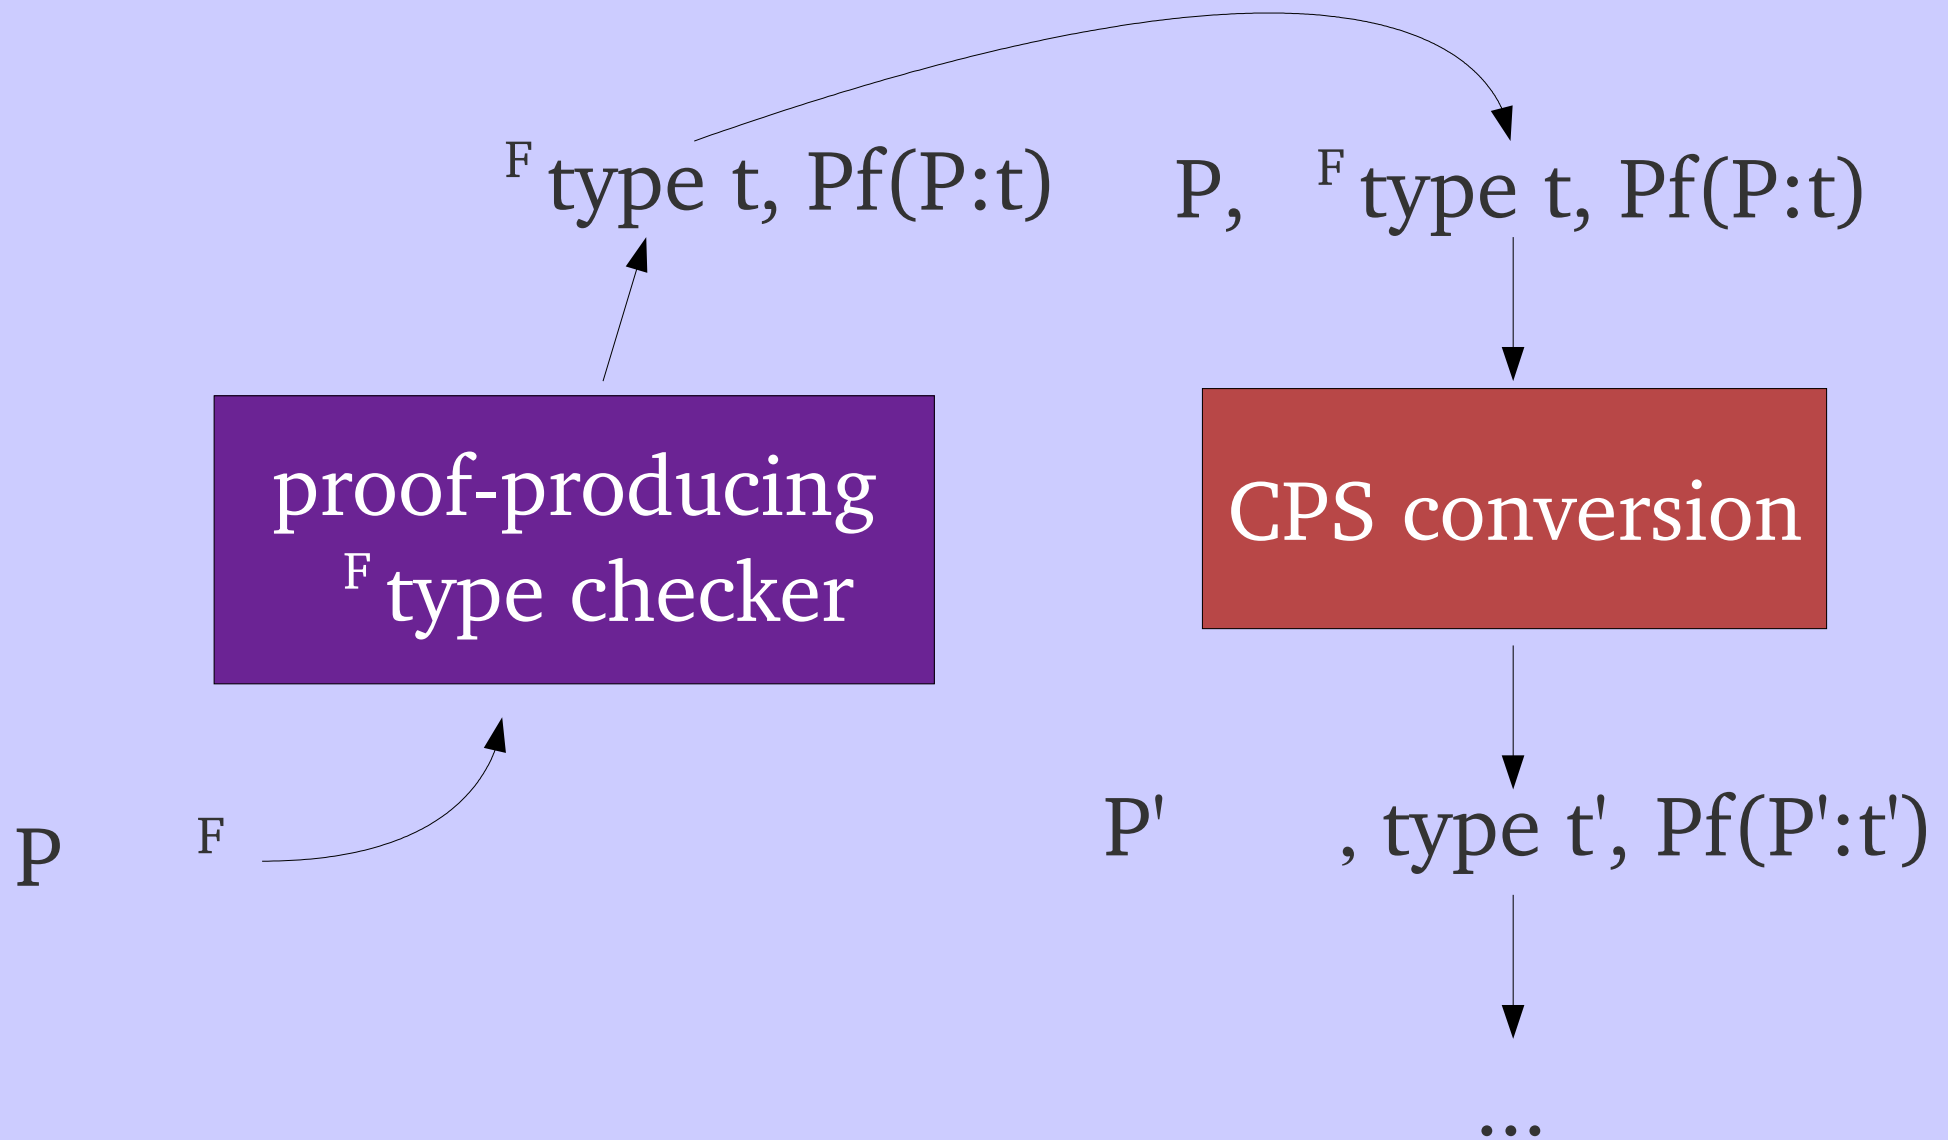 F type t, Pf(P:t)
P, F type t, Pf(P:t)
proof-producing
F type checker
CPS conversion
P F
P' , type t', Pf(P':t')
...